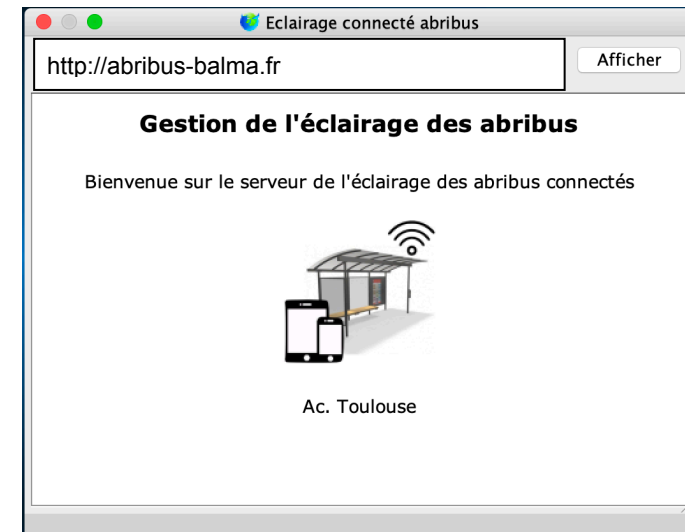 Eclairage connecté abribus
http://abribus-balma.fr
Afficher
Gestion de l'éclairage des abribus
Bienvenue sur le serveur de l'éclairage des abribus connectés
Ac. Toulouse